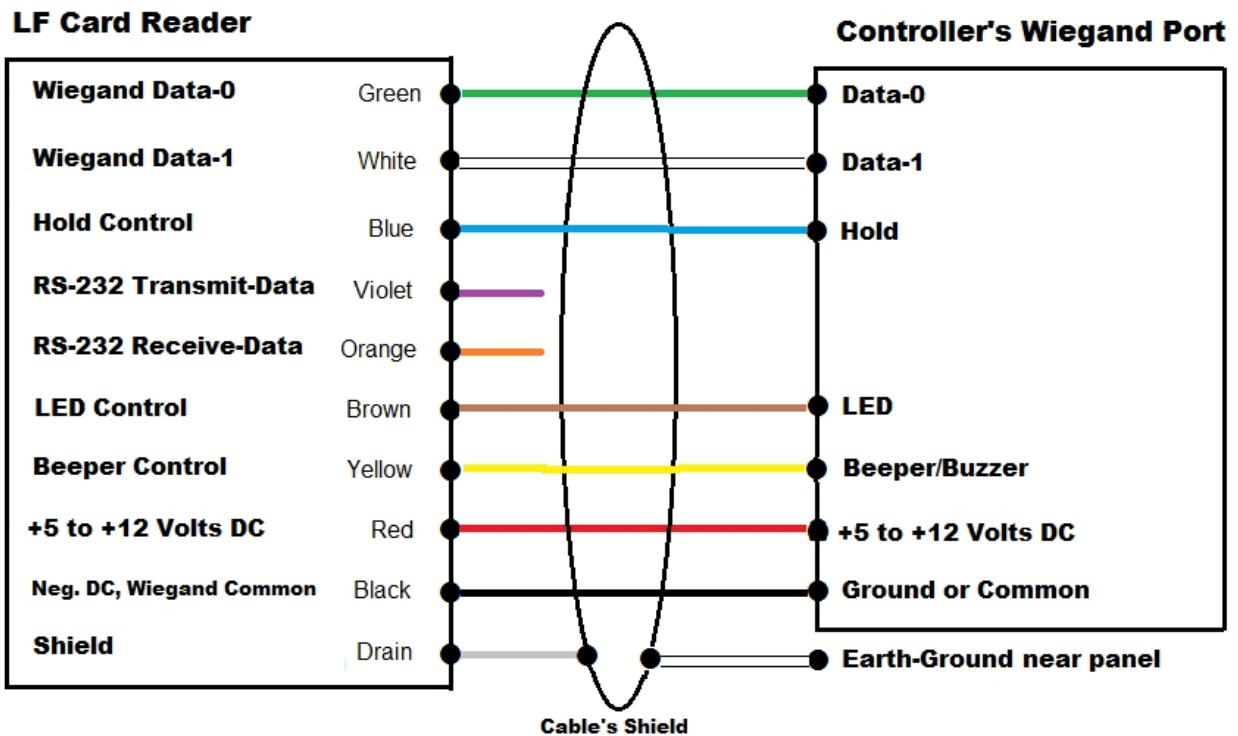 LF Card Reader
Controller's Wiegand Port
Wiegand Data-0 Green Data-0
Wiegand Data-1 White Data-1
Hold Control Blue Hold
RS-232 Transmit-Data Violet
RS-232 Receive-Data Orange
LED Control Brown LED
Beeper Control Yellow Beeper/Buzzer
+5 to +12 Volts DC Red +5 to +12 Volts DC
Neg. DC, Wiegand Common Black Ground or Common
Shield Drain Earth-Ground near panel
Cable's Shield